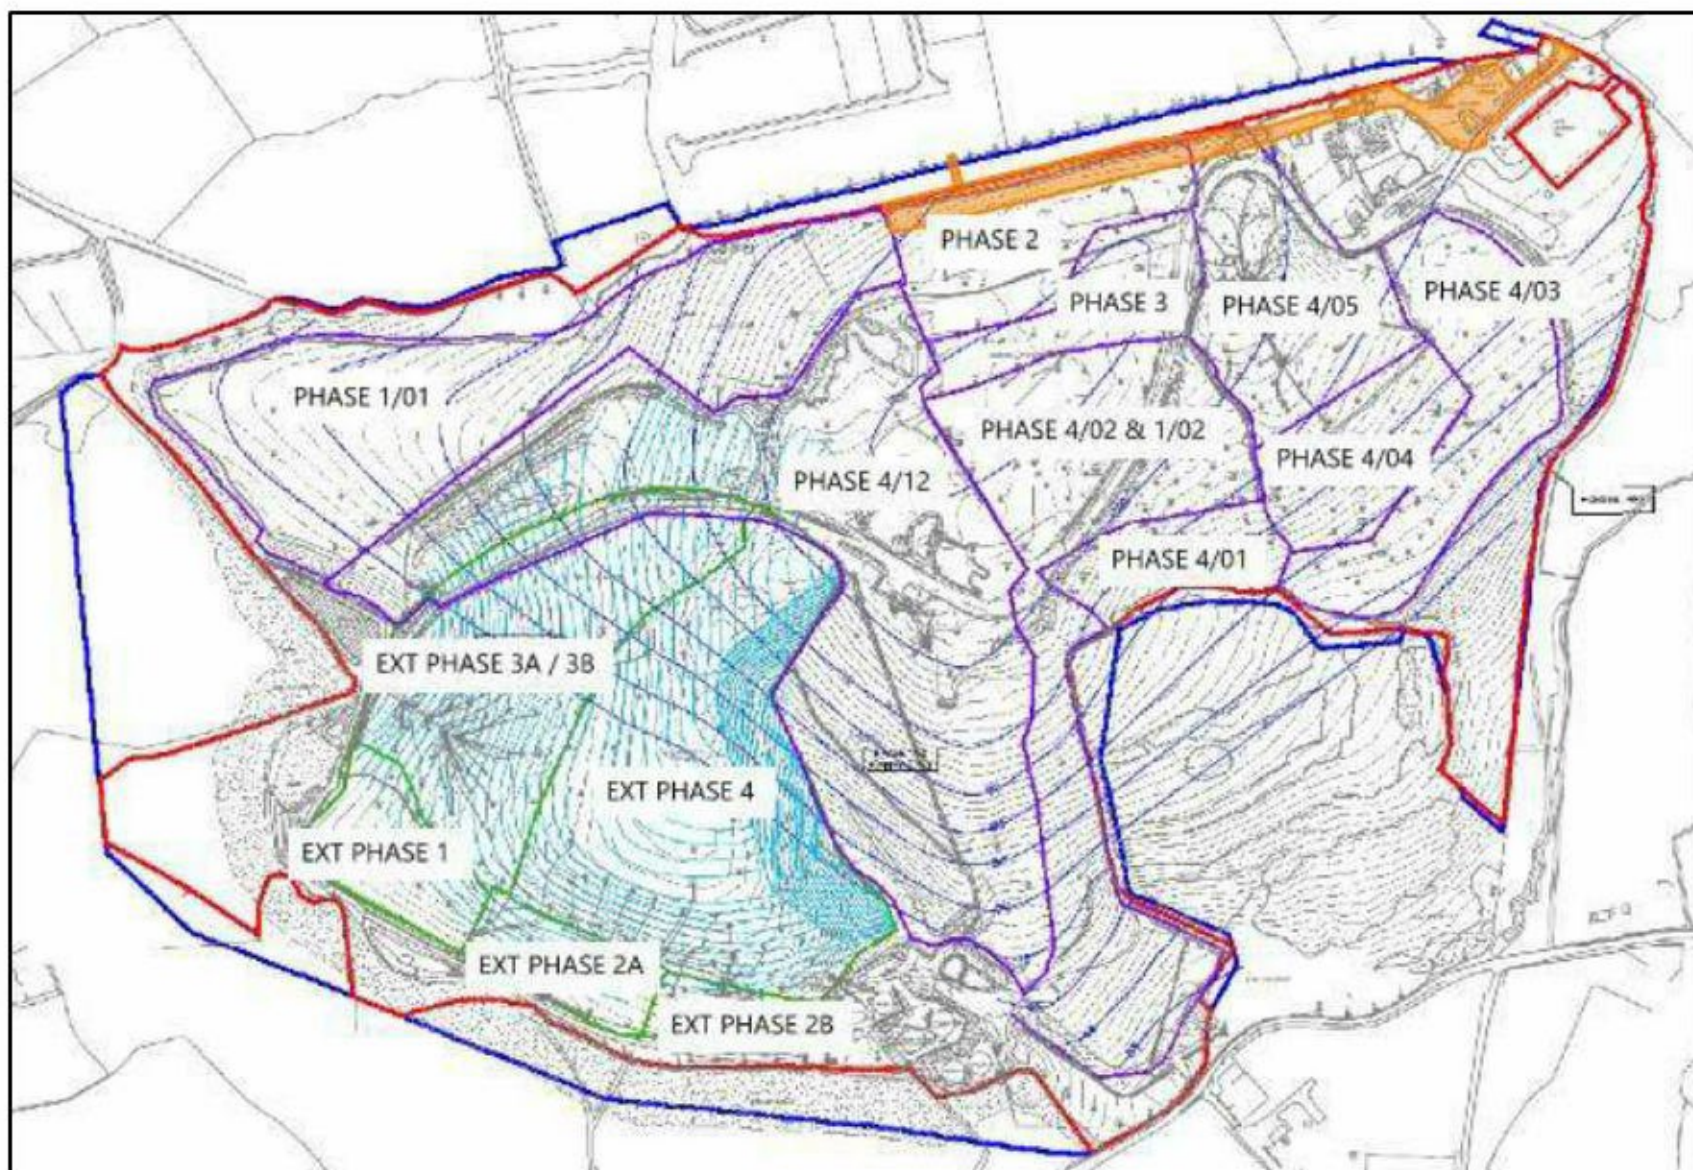 PHASE 2
PHASE 3
PHASE 4/05
PHASE 4/03
PHASE 1/01
PHASE 4/02 & 1/02
PHASE 4/04
PHASE 4/12
PHASE 4/01
EXT PHASE 3A / 3B
EXT PHASE 4
EXT PHASE 1
EXT PHASE 2A
EXT PHASE 2B